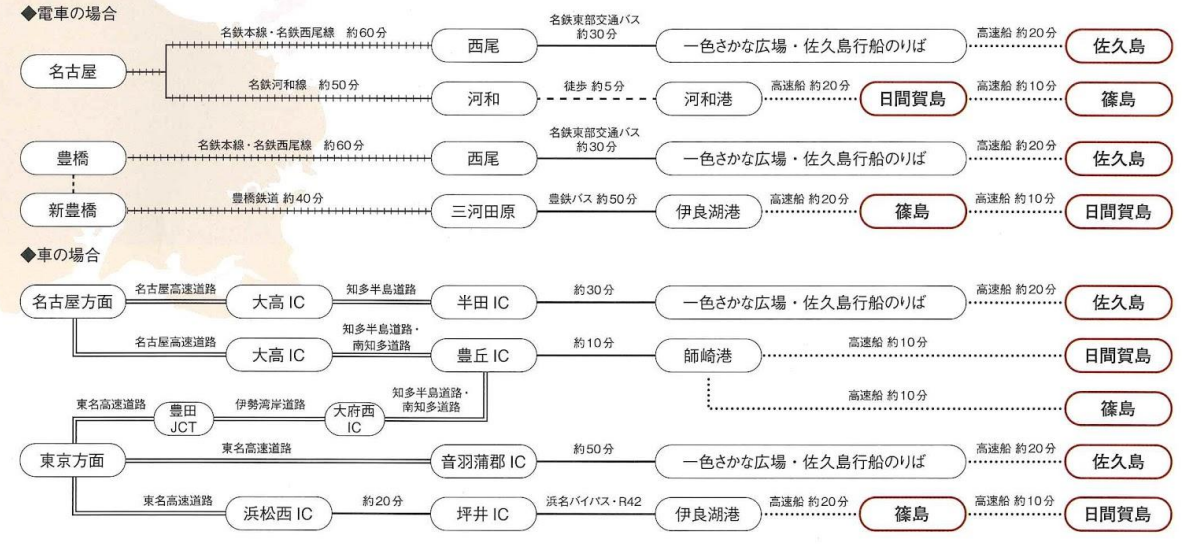 ◆電車の場合
名古屋
名鉄本線・名鉄西尾線 約60分
西尾
名鉄東部交通バス
約30分
一色さかな広場・佐久島行船のりば
高速船 約20分
佐久島
名鉄河和線 約50分
河和
徒歩 約5分
河和港
高速船 約20分
日間賀島
高速船 約10分
篠島
豊橋
名鉄本線・名鉄西尾線 約60分
西尾
名鉄東部交通バス
約30分
一色さかな広場・佐久島行船のりば
高速船 約20分
佐久島
新豊橋
豊橋鉄道 約40分
三河田原
豊鉄バス 約50分
伊良湖港
高速船 約20分
篠島
高速船 約10分
日間賀島
◆車の場合
名古屋方面
名古屋高速道路
大高 IC
知多半島道路
半田 IC
約30分
一色さかな広場・佐久島行船のりば
高速船 約20分
佐久島
名古屋高速道路
大高 IC
知多半島道路・
南知多道路
豊丘 IC
約10分
師崎港
高速船 約10分
日間賀島
高速船 約10分
篠島
東京方面
東名高速道路
豊田
JCT
伊勢湾岸道路
大府西
IC
知多半島道路・
南知多道路
東名高速道路
音羽蒲郡 IC
約50分
一色さかな広場・佐久島行船のりば
高速船 約20分
佐久島
東名高速道路
浜松西 IC
約20分
坪井 IC
浜名バイパス・R42
伊良湖港
高速船 約20分
篠島
高速船 約10分
日間賀島